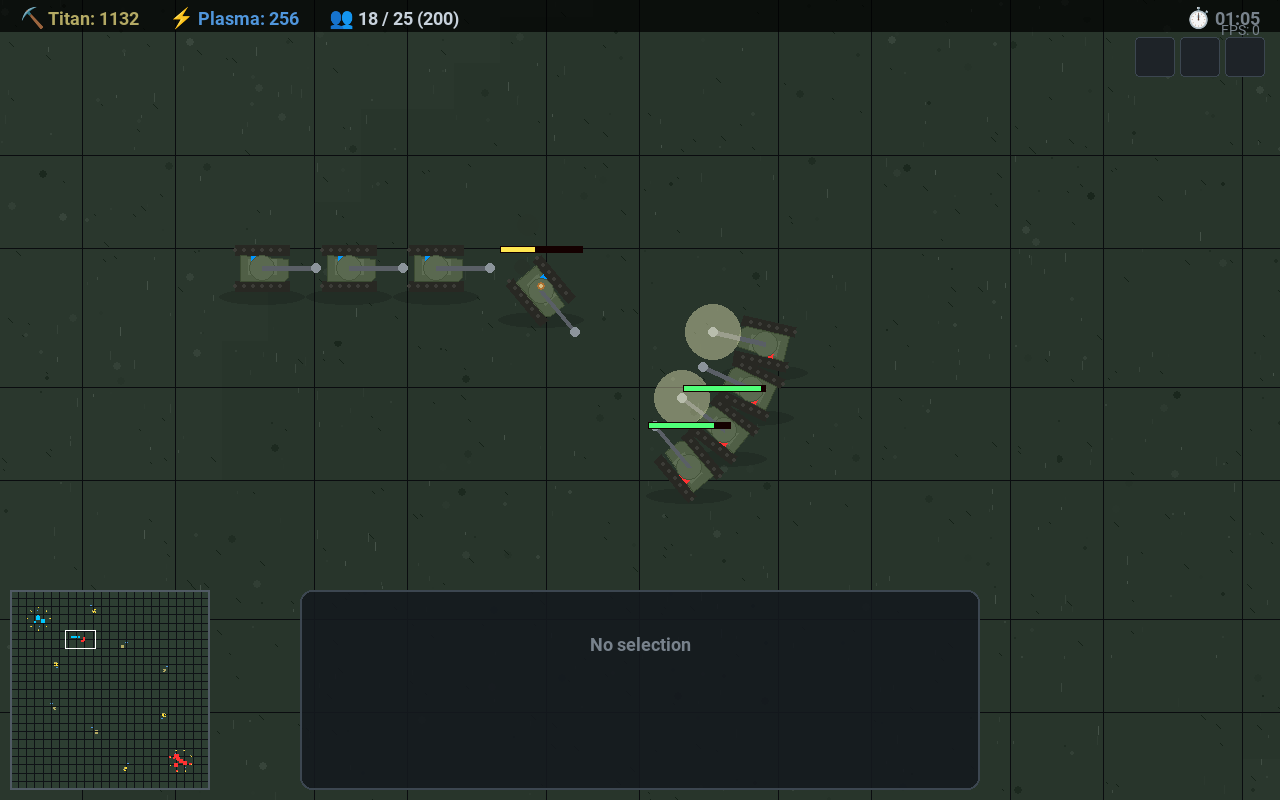 Titan: 1132
Plasma: 256
18 / 25 (200)
01:05
FPS: 0
No selection